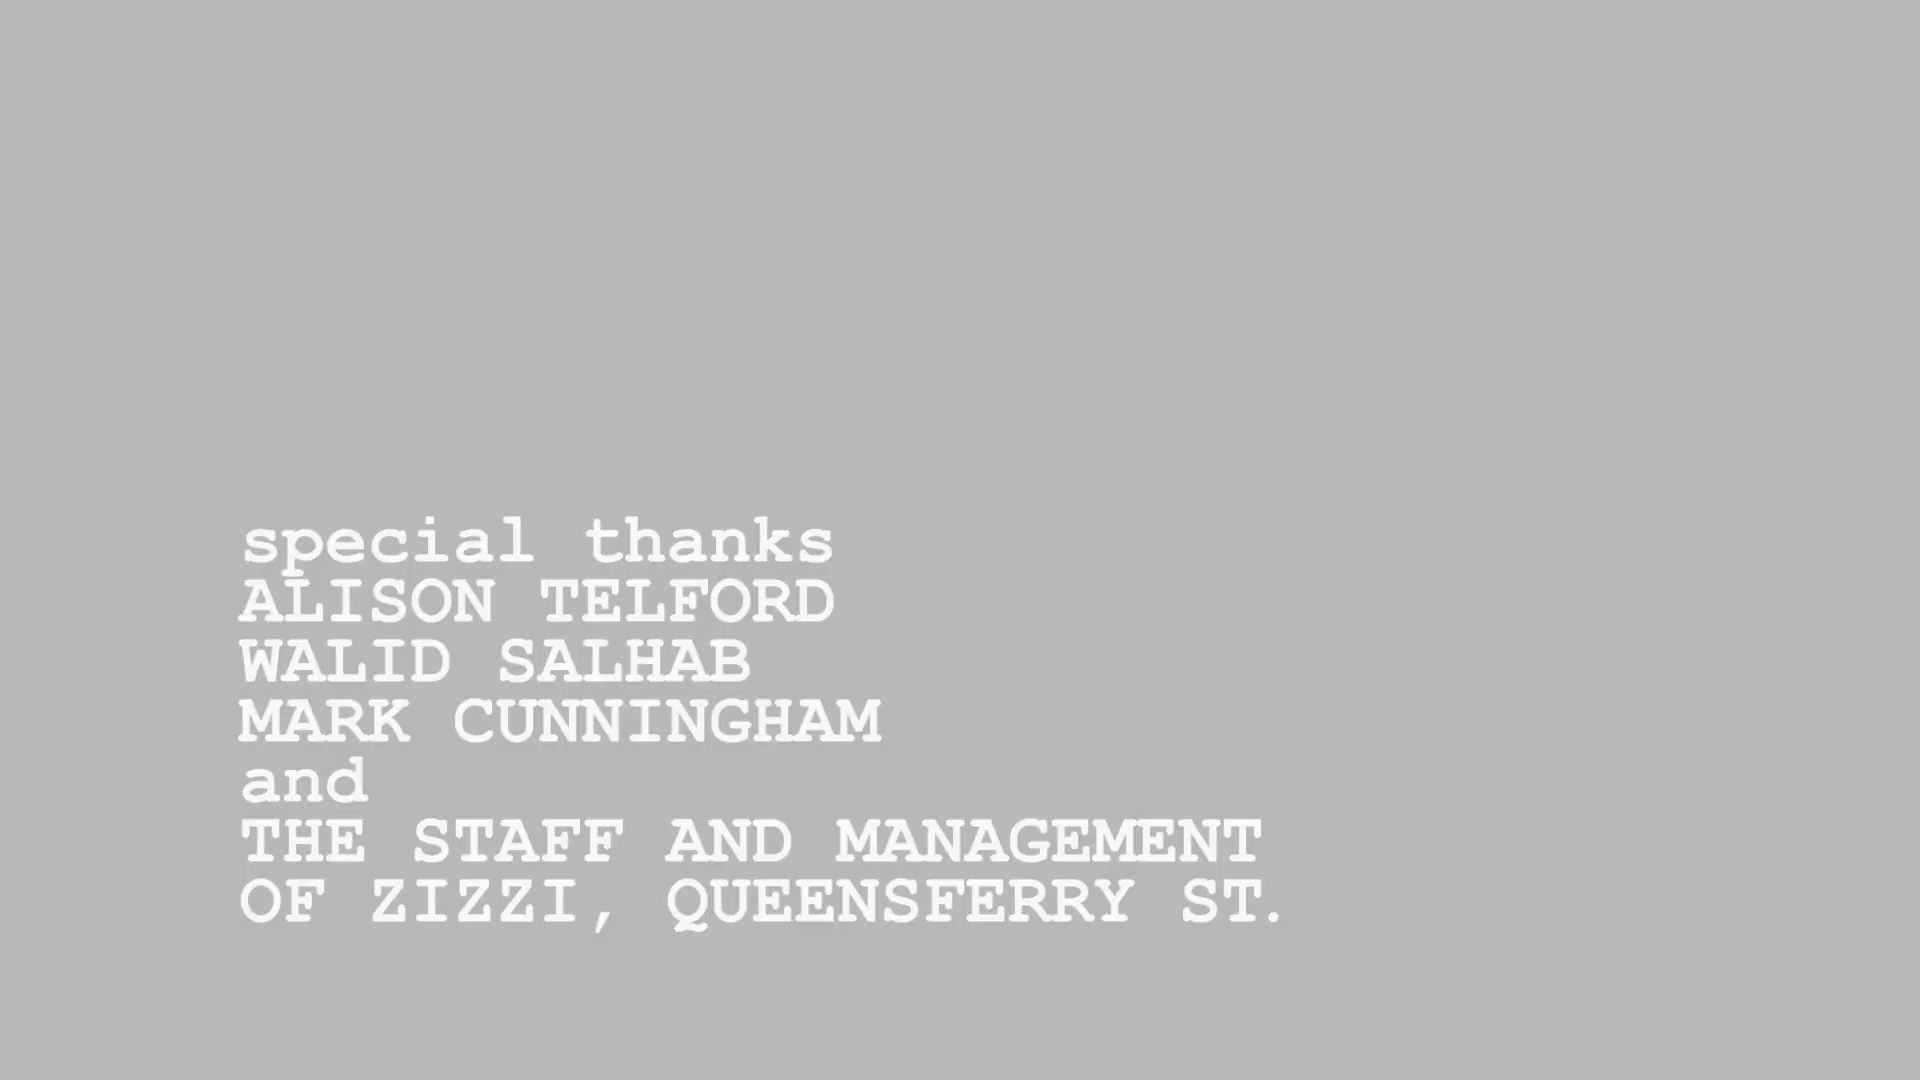 special thanks
ALISON TELFORD
WALID SALHAB
MARK CUNNINGHAM
and
THE STAFF AND MANAGEMENT
OF ZIZZI, QUEENSFERRY ST.